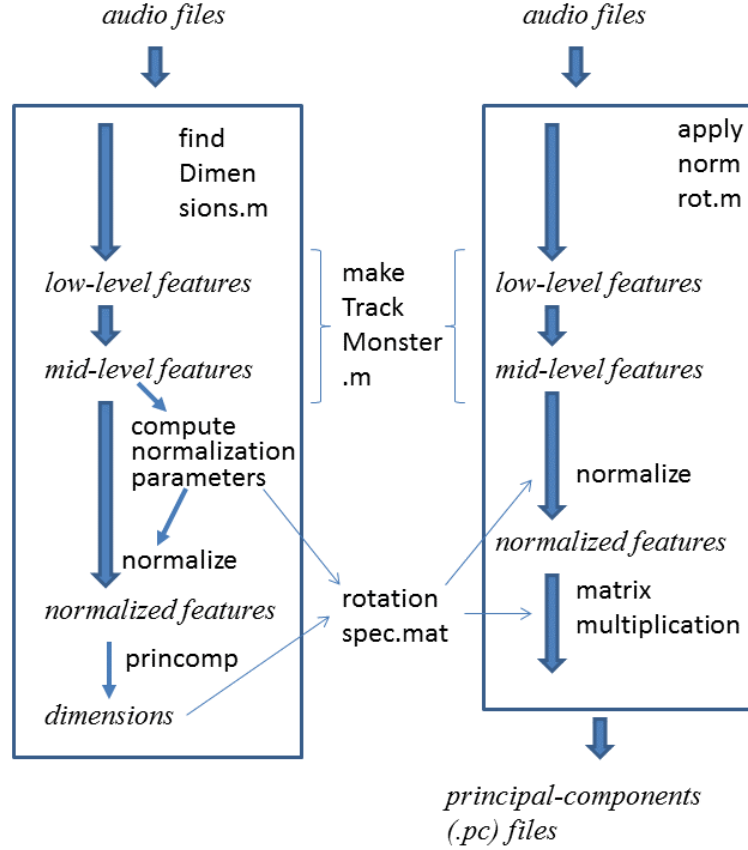 audio files
find
Dimen
sions.m
low-level features
mid-level features
compute
normalization
parameters
normalize
normalized features
princomp
dimensions
make
Track
Monster
.m
rotation
spec.mat
audio files
apply
norm
rot.m
low-level features
mid-level features
normalize
normalized features
matrix
multiplication
principal-components
(.pc) files